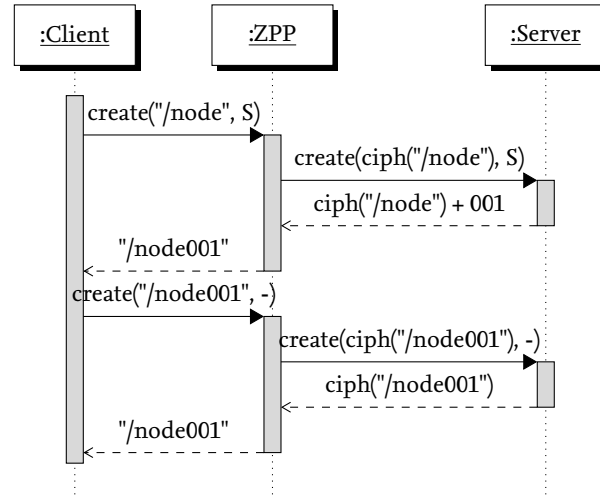 :Client
:ZPP
:Server
create("/node", S)
create(ciph("/node"), S)
ciph("/node") + 001
"/node001"
create("/node001", -)
create(ciph("/node001"), -)
ciph("/node001")
"/node001"